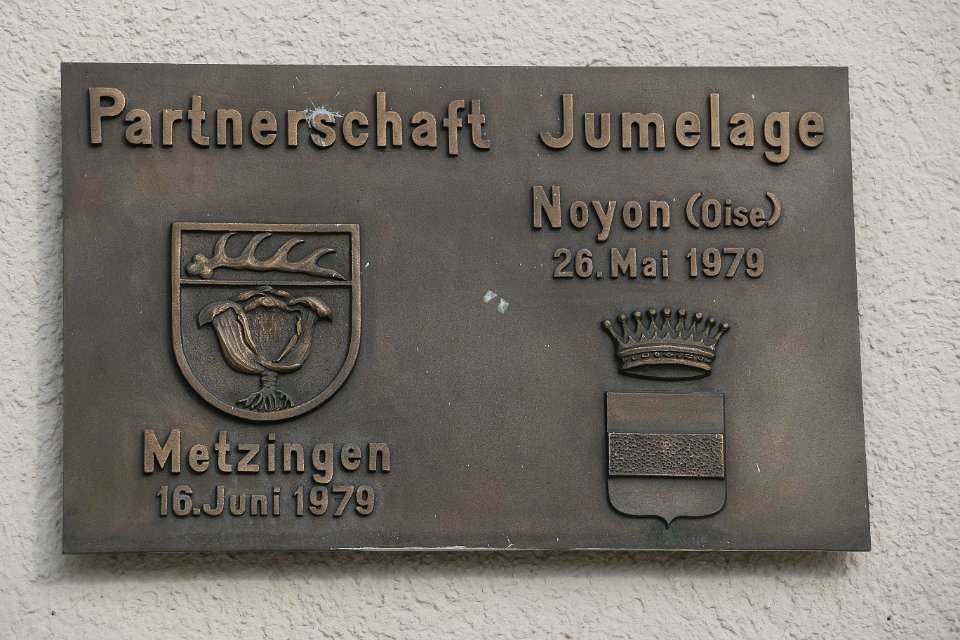 Partnerschaft Jumelage
Noyon (Oise)
26. Mai 1979
Metzingen
16. Juni 1979